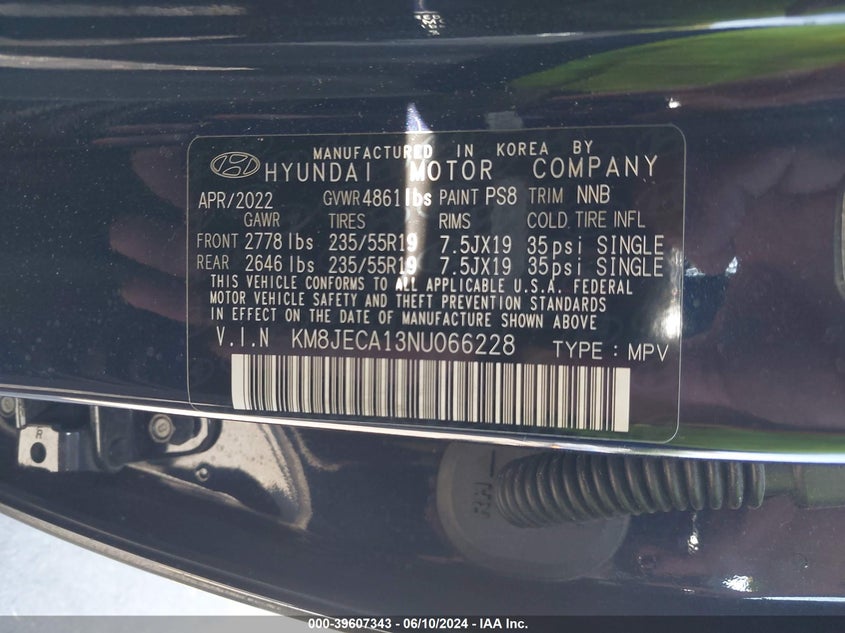 MANUFACTURED IN KOREA BY
HYUNDAI MOTOR COMPANY
APR/2022 GVWR 4861 lbs PAINT PS8 TRIM NNB
GAWR TIRES RIMS COLD TIRE INFL
FRONT 2778 lbs 235/55R19 7.5JX19 35psi SINGLE
REAR 2646 lbs 235/55R19 7.5JX19 35psi SINGLE
THIS VEHICLE CONFORMS TO ALL APPLICABLE U.S.A. FEDERAL
MOTOR VEHICLE SAFETY AND THEFT PREVENTION STANDARDS
IN EFFECT ON THE DATE OF MANUFACTURE SHOWN ABOVE
V.I.N KM8JECA13NU066228 TYPE : MPV
R
000-39607343 - 06/10/2024 - IAA Inc.